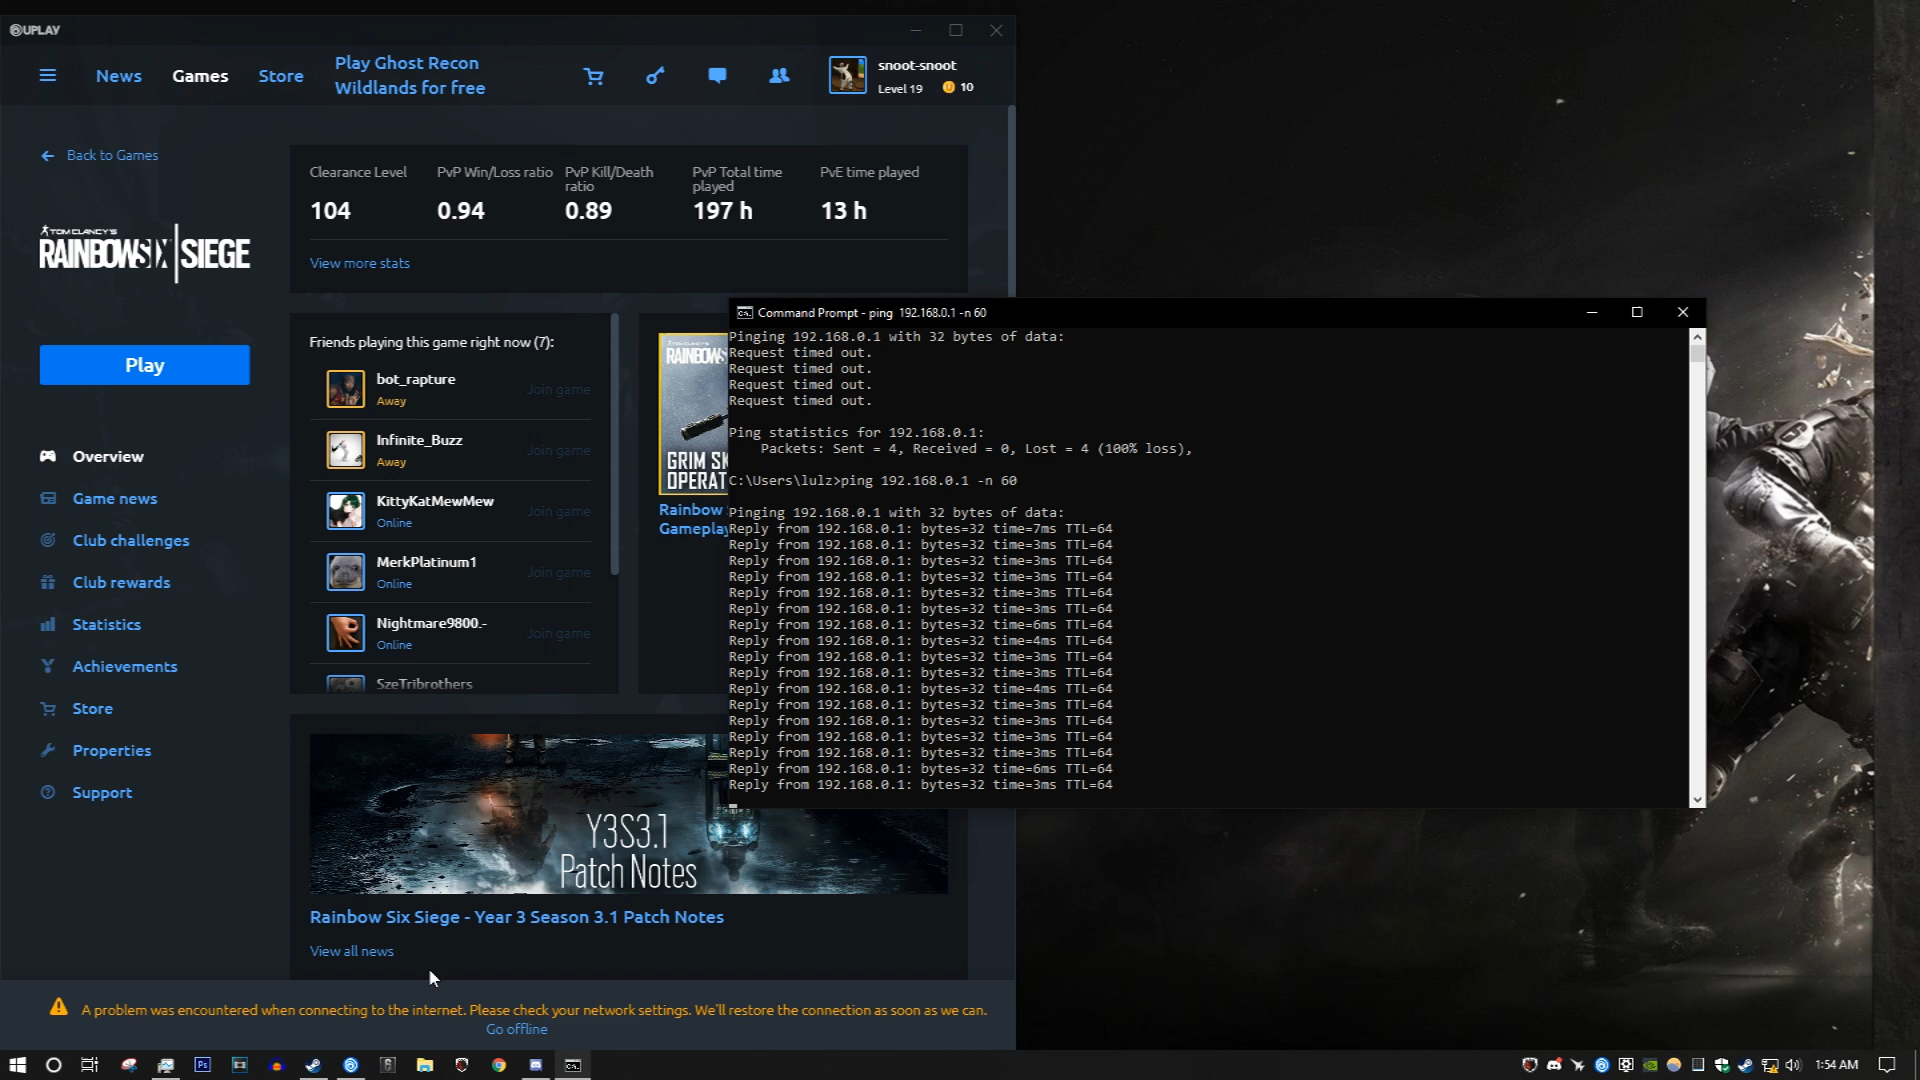 UPLAY
News
Games
Store
Play Ghost Recon
Wildlands for free
snoot-snoot
Level 19
10
Back to Games
TOM CLANCY'S
RAINBOWSIX|SIEGE
Play
Overview
Game news
Club challenges
Club rewards
Statistics
Achievements
Store
Properties
Support
Clearance Level
104
PvP Win/Loss ratio
0.94
PvP Kill/Death
ratio
0.89
PvP Total time
played
197 h
PvE time played
13 h
View more stats
Friends playing this game right now (7):
bot_rapture
Away
Join game
Infinite_Buzz
Away
Join game
KittyKatMewMew
Online
Join game
MerkPlatinum1
Online
Join game
Nightmare9800.-
Online
Join game
SzeTribrothers
RAINBOWS
GRIM SK
OPERAT
Rainbow
Gameplay
Command Prompt - ping 192.168.0.1 -n 60
Pinging 192.168.0.1 with 32 bytes of data:
Request timed out.
Request timed out.
Request timed out.
Request timed out.
Ping statistics for 192.168.0.1:
Packets: Sent = 4, Received = 0, Lost = 4 (100% loss),
C:\Users\lulz>ping 192.168.0.1 -n 60
Pinging 192.168.0.1 with 32 bytes of data:
Reply from 192.168.0.1: bytes=32 time=7ms TTL=64
Reply from 192.168.0.1: bytes=32 time=3ms TTL=64
Reply from 192.168.0.1: bytes=32 time=3ms TTL=64
Reply from 192.168.0.1: bytes=32 time=3ms TTL=64
Reply from 192.168.0.1: bytes=32 time=3ms TTL=64
Reply from 192.168.0.1: bytes=32 time=3ms TTL=64
Reply from 192.168.0.1: bytes=32 time=6ms TTL=64
Reply from 192.168.0.1: bytes=32 time=4ms TTL=64
Reply from 192.168.0.1: bytes=32 time=3ms TTL=64
Reply from 192.168.0.1: bytes=32 time=3ms TTL=64
Reply from 192.168.0.1: bytes=32 time=4ms TTL=64
Reply from 192.168.0.1: bytes=32 time=3ms TTL=64
Reply from 192.168.0.1: bytes=32 time=3ms TTL=64
Reply from 192.168.0.1: bytes=32 time=3ms TTL=64
Reply from 192.168.0.1: bytes=32 time=3ms TTL=64
Reply from 192.168.0.1: bytes=32 time=6ms TTL=64
Reply from 192.168.0.1: bytes=32 time=3ms TTL=64
Y3S3.1
Patch Notes
Rainbow Six Siege - Year 3 Season 3.1 Patch Notes
View all news
A problem was encountered when connecting to the internet. Please check your network settings. We'll restore the connection as soon as we can.
Go offline
Ps
1:54 AM